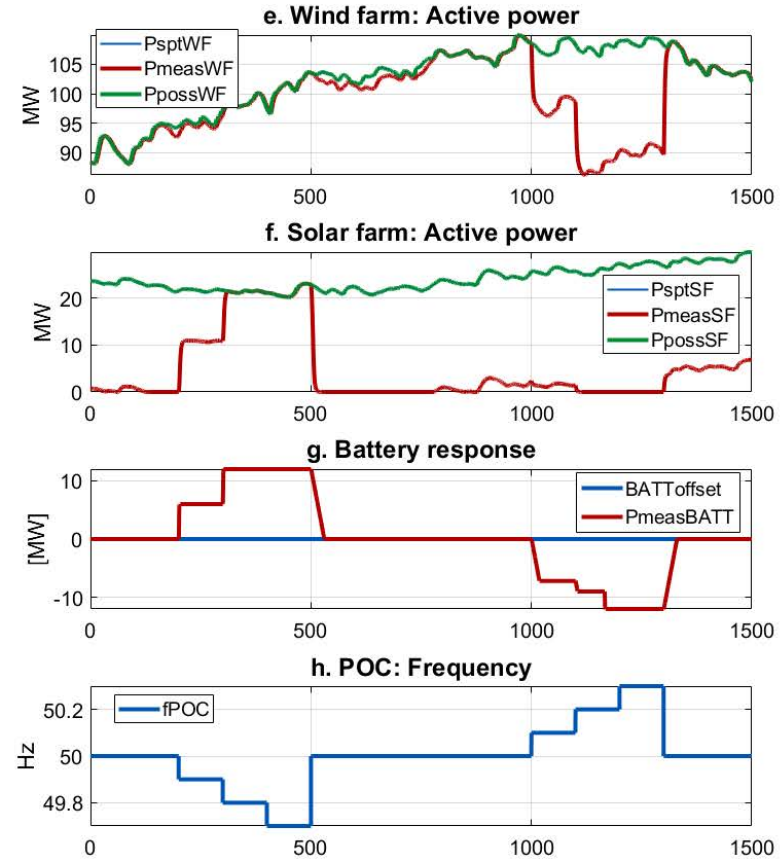 e. Wind farm: Active power
PsptWF
PmeasWF
PpossWF
MW
105
100
95
90
0
500
1000
1500
f. Solar farm: Active power
PsptSF
PmeasSF
PpossSF
MW
20
10
0
0
500
1000
1500
g. Battery response
BATToffset
PmeasBATT
[MW]
10
0
-10
0
500
1000
1500
h. POC: Frequency
fPOC
Hz
50.2
50
49.8
0
500
1000
1500